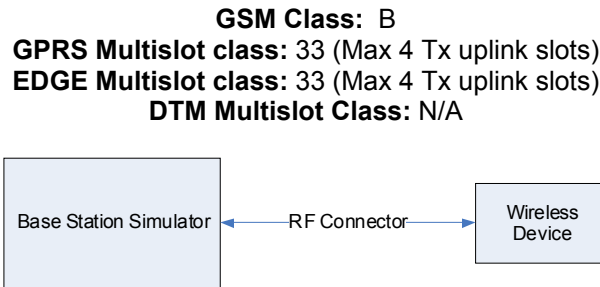 GSM Class: B
GPRS Multislot class: 33 (Max 4 Tx uplink slots)
EDGE Multislot class: 33 (Max 4 Tx uplink slots)
DTM Multislot Class: N/A
Base Station Simulator
RF Connector
Wireless
Device